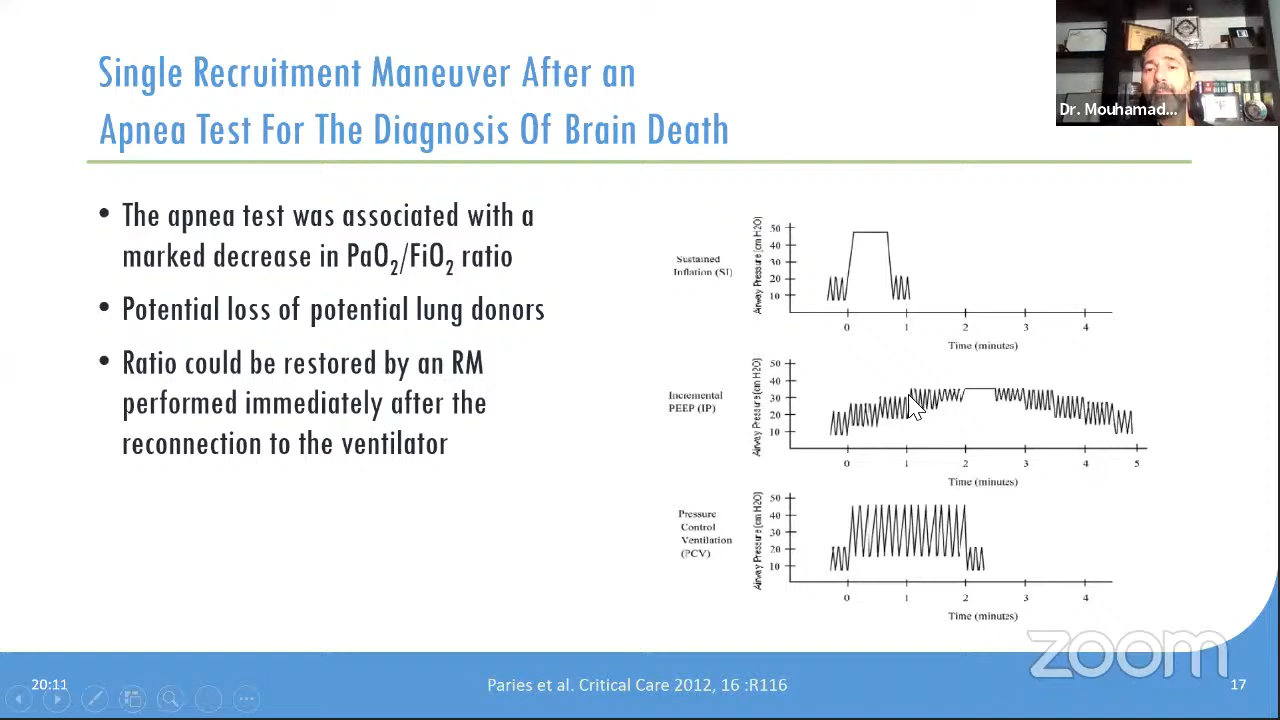 Single Recruitment Maneuver After an
Apnea Test For The Diagnosis Of Brain Death
Dr. Mouhamad...
• The apnea test was associated with a
marked decrease in PaO2/FiO2 ratio
• Potential loss of potential lung donors
• Ratio could be restored by an RM
performed immediately after the
reconnection to the ventilator
Sustained
Inflation (SI)
Airway Pressure [cm H2O)
50
40
30
20
10
0 1 2 3 4
Time (minutes)
Incremental
PEEP (IP)
Airway Pressure [cm H2O)
50
40
30
20
10
0 1 2 3 4 5
Time (minutes)
Pressure
Control
Ventilation
(PCV)
Airway Pressure [cm H2O)
50
40
30
20
10
0 1 2 3 4
Time (minutes)
zoom
20:11
Paries et al. Critical Care 2012, 16 :R116
17